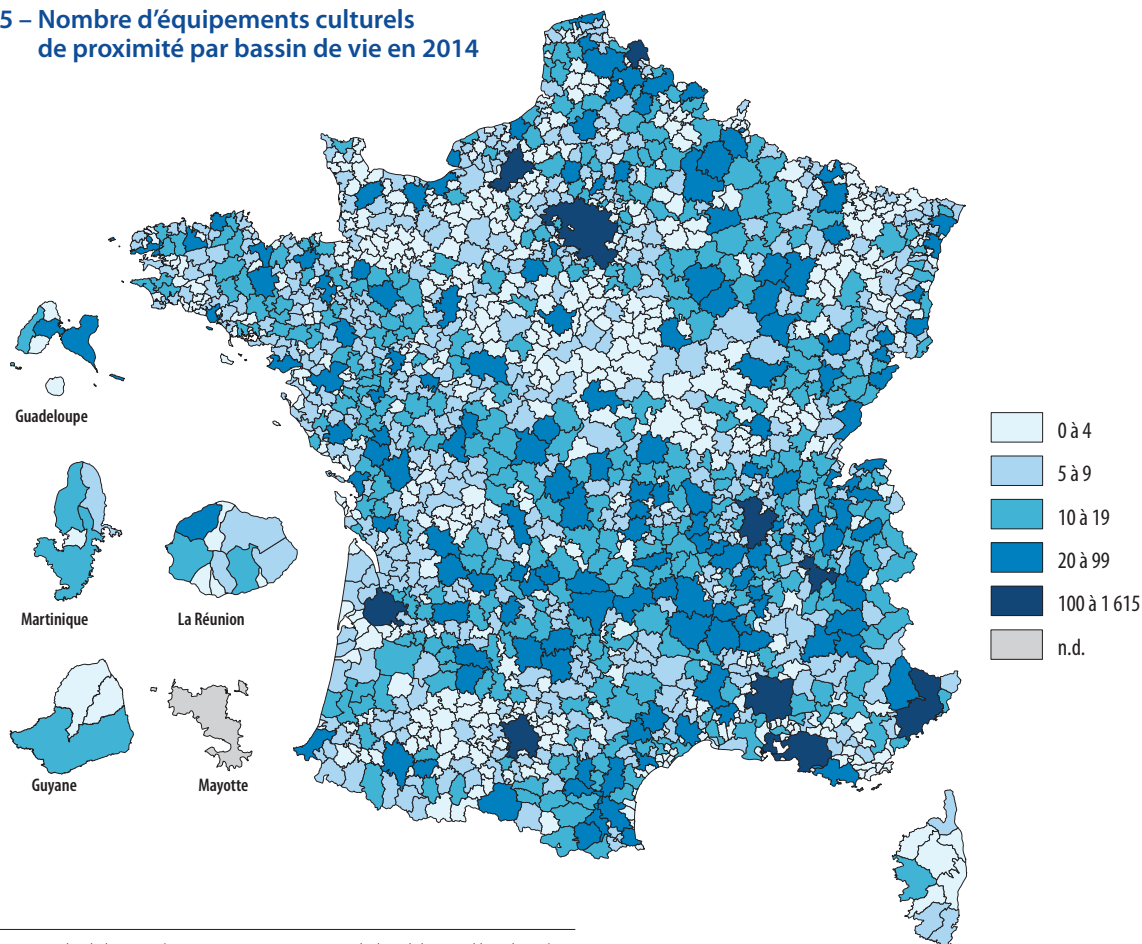 5 – Nombre d'équipements culturels
de proximité par bassin de vie en 2014
Guadeloupe
Martinique
La Réunion
Guyane
Mayotte
0 à 4
5 à 9
10 à 19
20 à 99
100 à 1 615
n.d.